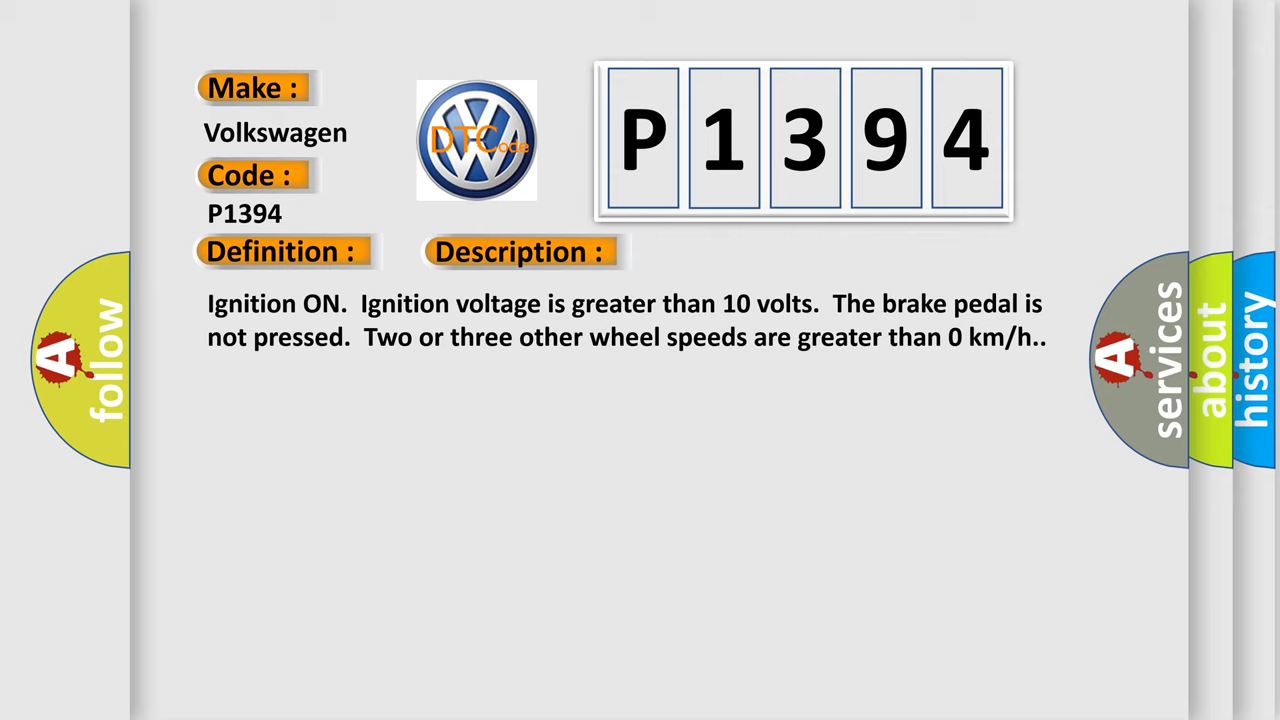 Make :
Volkswagen
Code :
P1394
Definition :
Description :
Ignition ON. Ignition voltage is greater than 10 volts. The brake pedal is
not pressed. Two or three other wheel speeds are greater than 0 km/h..
DTCode
P 1 3 9 4
A follow
A services
about
history